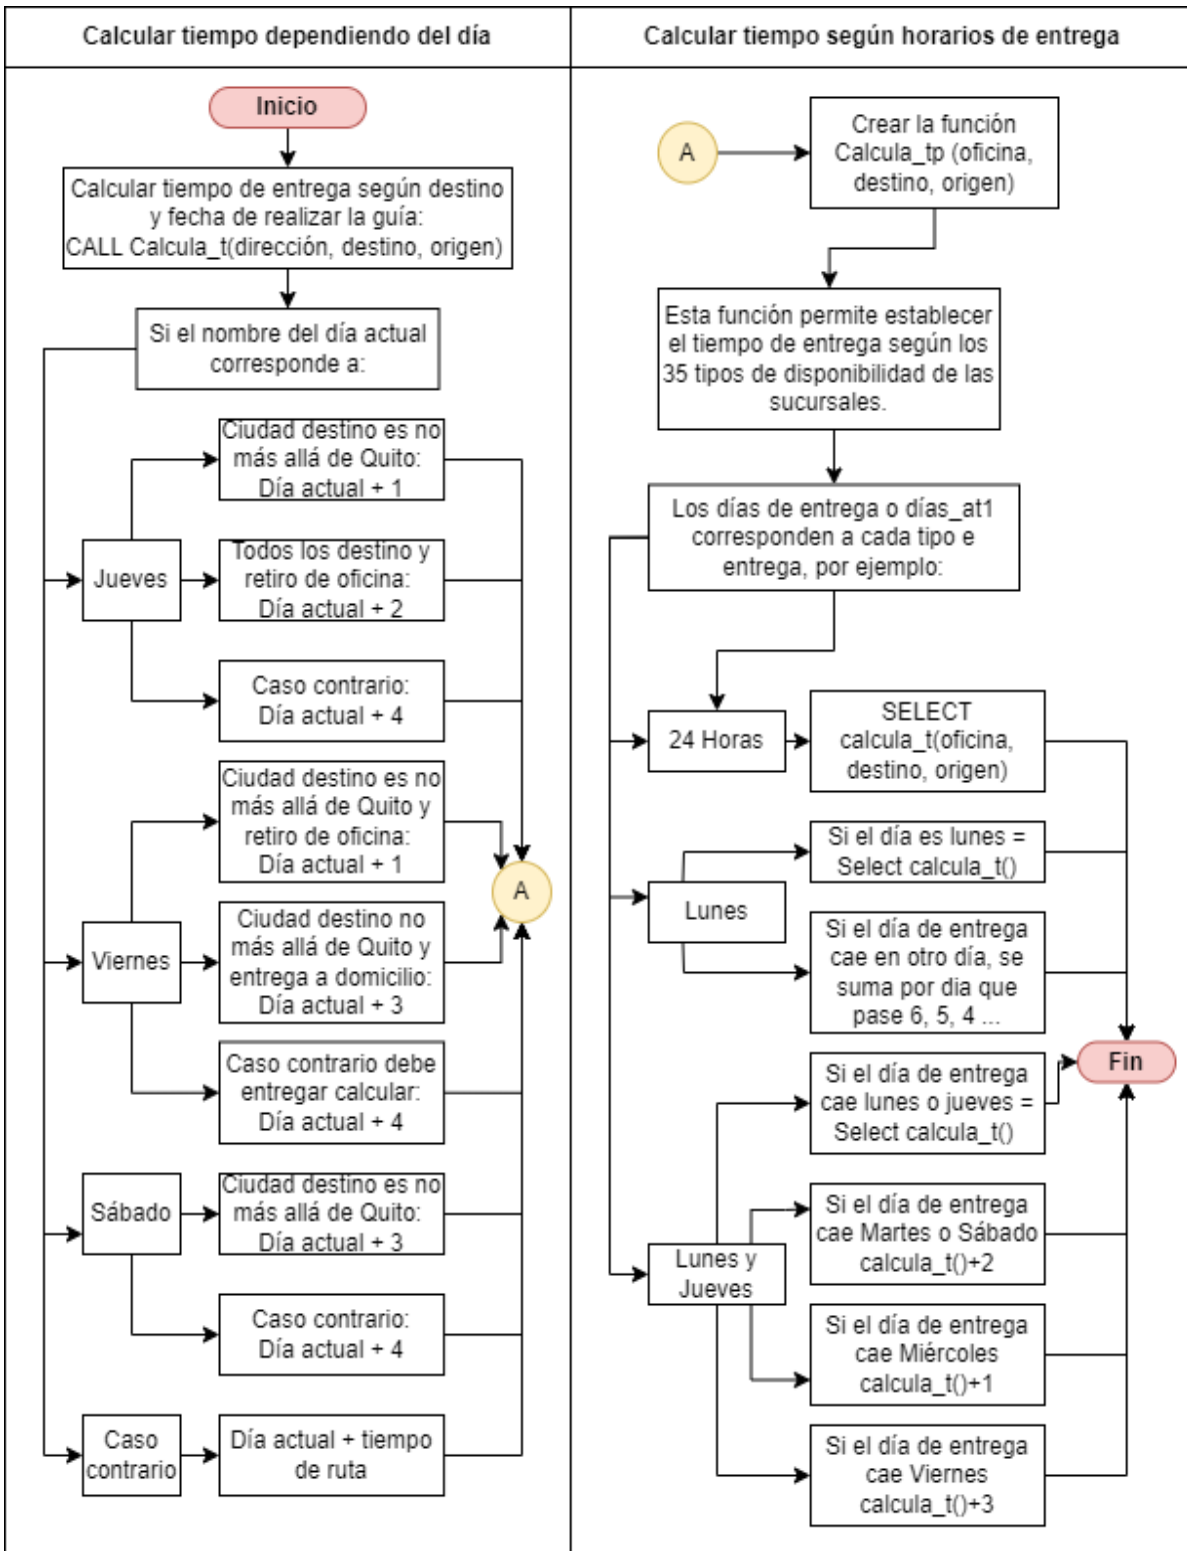 Calcular tiempo dependiendo del día
Inicio
Calcular tiempo de entrega según destino
y fecha de realizar la guía:
CALL Calcula_t(dirección, destino, origen)
Si el nombre del día actual
corresponde a:
Jueves
Ciudad destino es no
más allá de Quito:
Día actual + 1
Todos los destino y
retiro de oficina:
Día actual + 2
Caso contrario:
Día actual + 4
Viernes
Ciudad destino es no
más allá de Quito y
retiro de oficina:
Día actual + 1
Ciudad destino no
más allá de Quito y
entrega a domicilio:
Día actual + 3
Caso contrario debe
entregar calcular:
Día actual + 4
Sábado
Ciudad destino es no
más allá de Quito:
Día actual + 3
Caso contrario:
Día actual + 4
Caso
contrario
Día actual + tiempo
de ruta
A
Calcular tiempo según horarios de entrega
A
Crear la función
Calcula_tp (oficina,
destino, origen)
Esta función permite establecer
el tiempo de entrega según los
35 tipos de disponibilidad de las
sucursales.
Los días de entrega o días_at1
corresponden a cada tipo e
entrega, por ejemplo:
24 Horas
SELECT
calcula_t(oficina,
destino, origen)
Lunes
Si el día es lunes =
Select calcula_t()
Si el día de entrega
cae en otro día, se
suma por dia que
pase 6, 5, 4 ...
Lunes y
Jueves
Si el día de entrega
cae lunes o jueves =
Select calcula_t()
Si el día de entrega
cae Martes o Sábado
calcula_t()+2
Si el día de entrega
cae Miércoles
calcula_t()+1
Si el día de entrega
cae Viernes
calcula_t()+3
Fin